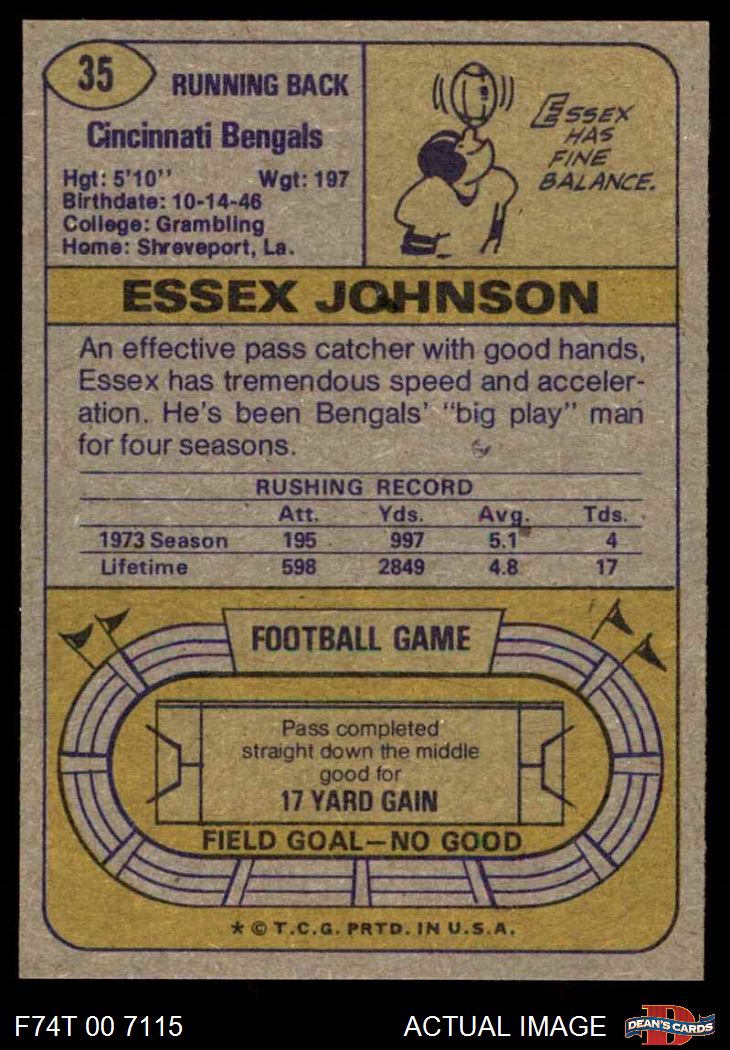 35
RUNNING BACK
Cincinnati Bengals
Hgt: 5'10'' Wgt: 197
Birthdate: 10-14-46
College: Grambling
Home: Shreveport, La.
ESSEX
HAS
FINE
BALANCE.
ESSEX JOHNSON
An effective pass catcher with good hands,
Essex has tremendous speed and acceler-
ation. He's been Bengals' "big play" man
for four seasons.
RUSHING RECORD
Att. Yds. Avg. Tds.
1973 Season 195 997 5.1 4
Lifetime 598 2849 4.8 17
FOOTBALL GAME
Pass completed
straight down the middle
good for
17 YARD GAIN
FIELD GOAL—NO GOOD
* © T.C.G. PRTD. IN U.S.A.
F74T 00 7115 ACTUAL IMAGE D DEAN'S CARDS